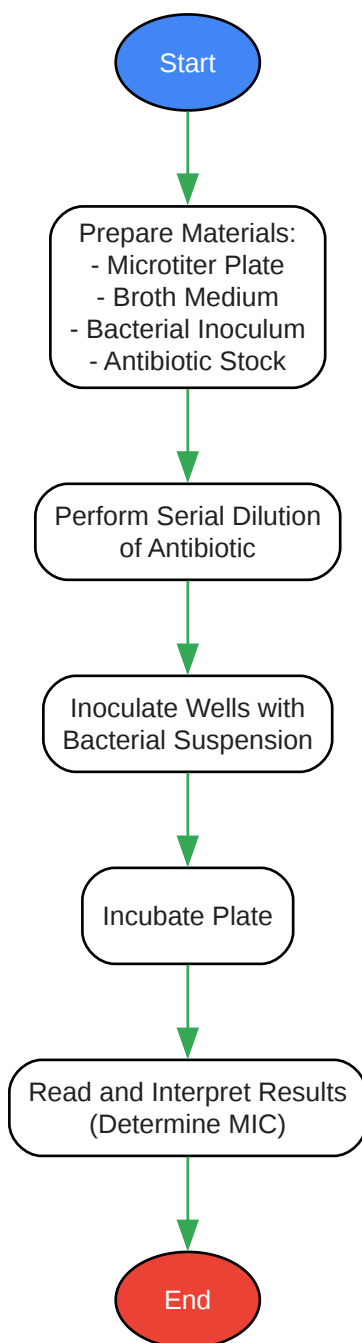 Start
Prepare Materials:
- Microtiter Plate
- Broth Medium
- Bacterial Inoculum
- Antibiotic Stock
Perform Serial Dilution
of Antibiotic
Inoculate Wells with
Bacterial Suspension
Incubate Plate
Read and Interpret Results
(Determine MIC)
End